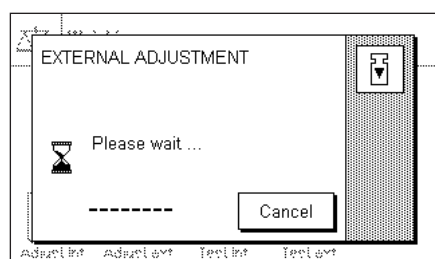 EXTERNAL ADJUSTMENT
Please wait ...
--------
Cancel